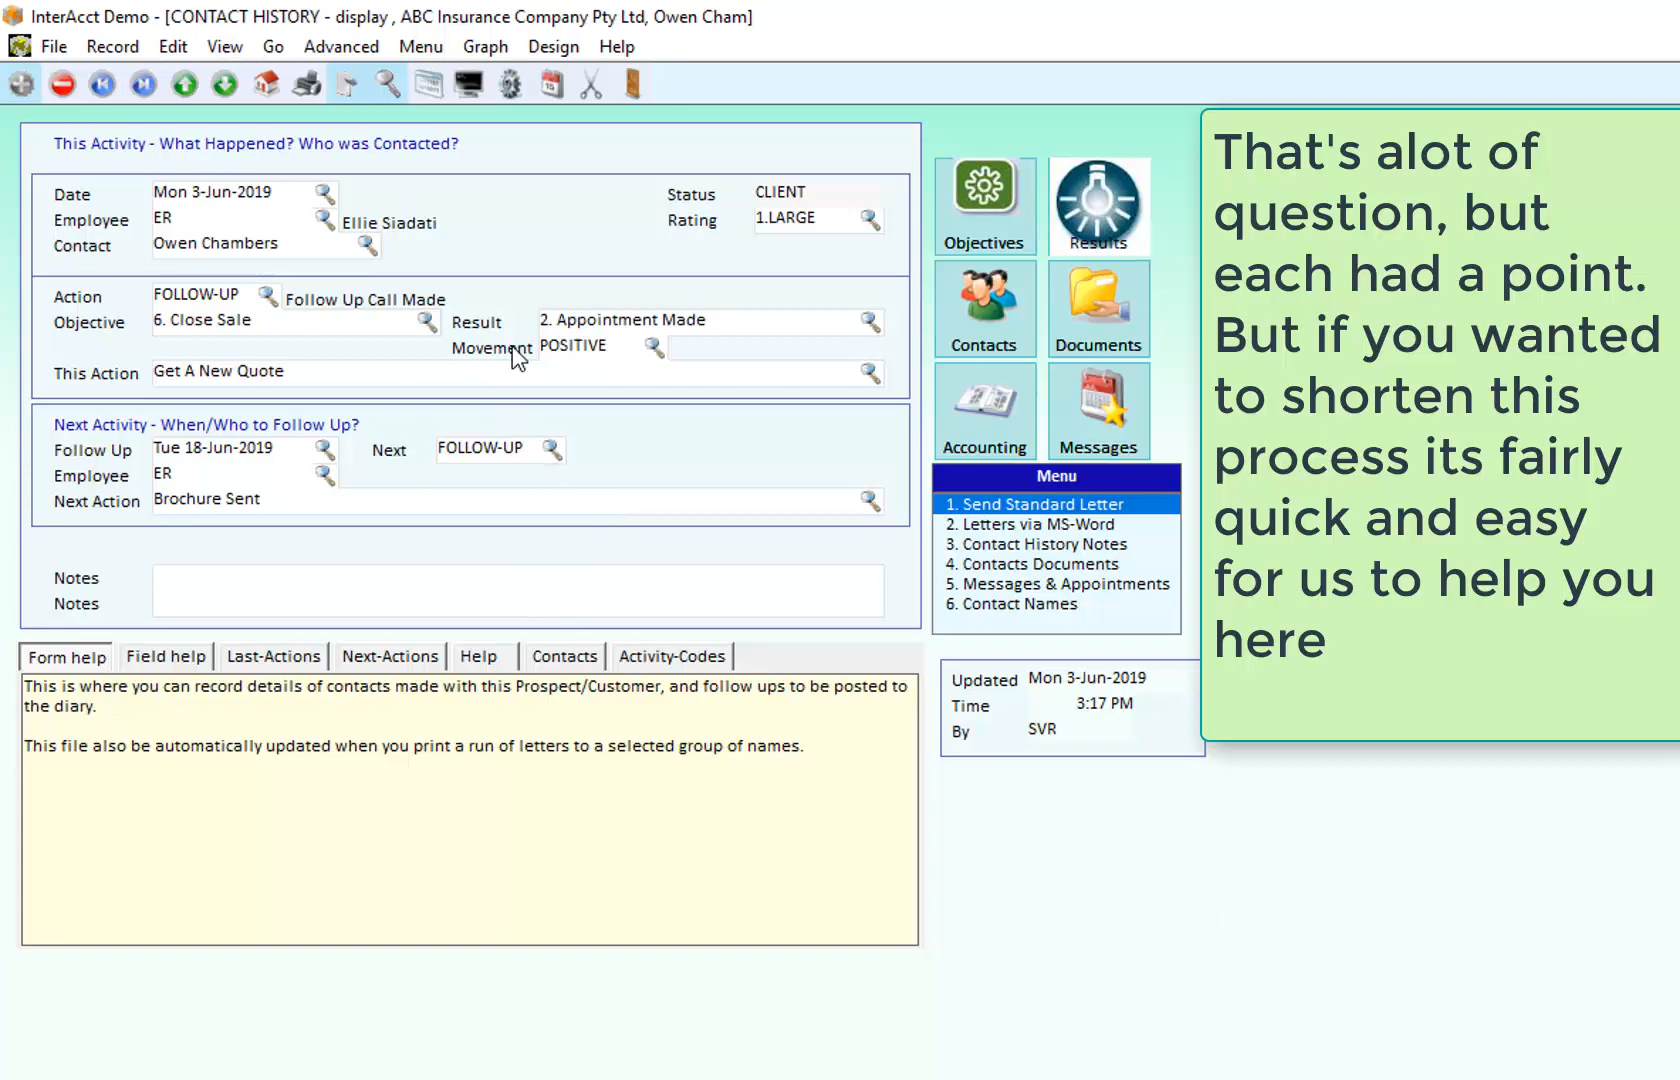 InterAcct Demo - [CONTACT HISTORY - display , ABC Insurance Company Pty Ltd, Owen Cham]
File Record Edit View Go Advanced Menu Graph Design Help
This Activity - What Happened? Who was Contacted?
Date Mon 3-Jun-2019 Status CLIENT
Employee ER Ellie Siadati Rating 1.LARGE
Contact Owen Chambers
Action FOLLOW-UP Follow Up Call Made
Objective 6. Close Sale Result 2. Appointment Made
Movement POSITIVE
This Action Get A New Quote
Next Activity - When/Who to Follow Up?
Follow Up Tue 18-Jun-2019 Next FOLLOW-UP
Employee ER
Next Action Brochure Sent
Notes
Notes
Form help Field help Last-Actions Next-Actions Help Contacts Activity-Codes
This is where you can record details of contacts made with this Prospect/Customer, and follow ups to be posted to
the diary.
This file also be automatically updated when you print a run of letters to a selected group of names.
Objectives Results
Contacts Documents
Accounting Messages
Menu
1. Send Standard Letter
2. Letters via MS-Word
3. Contact History Notes
4. Contacts Documents
5. Messages & Appointments
6. Contact Names
Updated Mon 3-Jun-2019
Time 3:17 PM
By SVR
That's alot of
question, but
each had a point.
But if you wanted
to shorten this
process its fairly
quick and easy
for us to help you
here